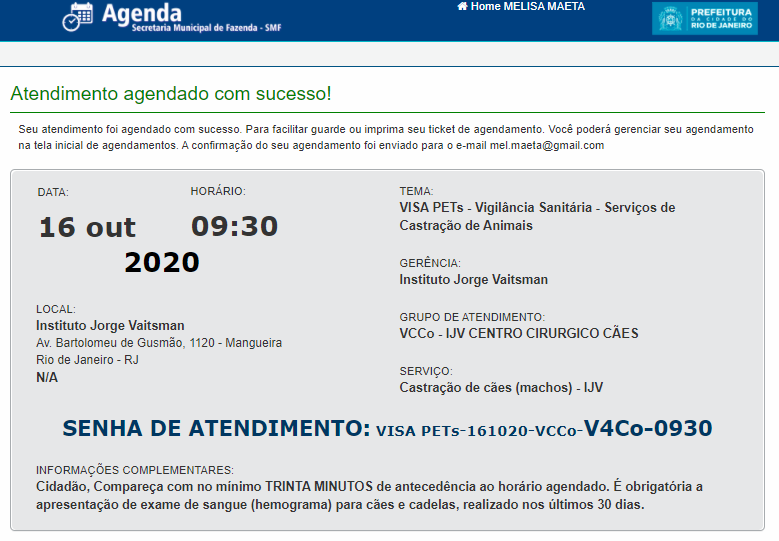 Agenda
Secretaria Municipal de Fazenda - SMF
Home MELISA MAETA
PREFEITURA
DA CIDADE DO
RIO DE JANEIRO
Atendimento agendado com sucesso!
Seu atendimento foi agendado com sucesso. Para facilitar guarde ou imprima seu ticket de agendamento. Você poderá gerenciar seu agendamento
na tela inicial de agendamentos. A confirmação do seu agendamento foi enviado para o e-mail mel.maeta@gmail.com
DATA:
16 out
2020
HORÁRIO:
09:30
LOCAL:
Instituto Jorge Vaitsman
Av. Bartolomeu de Gusmão, 1120 - Mangueira
Rio de Janeiro - RJ
N/A
TEMA:
VISA PETs - Vigilância Sanitária - Serviços de
Castração de Animais
GERÊNCIA:
Instituto Jorge Vaitsman
GRUPO DE ATENDIMENTO:
VCCo - IJV CENTRO CIRURGICO CÃES
SERVIÇO:
Castração de cães (machos) - IJV
SENHA DE ATENDIMENTO: VISA PETs-161020-VCCo-V4Co-0930
INFORMAÇÕES COMPLEMENTARES:
Cidadão, Compareça com no mínimo TRINTA MINUTOS de antecedência ao horário agendado. É obrigatória a
apresentação de exame de sangue (hemograma) para cães e cadelas, realizado nos últimos 30 dias.